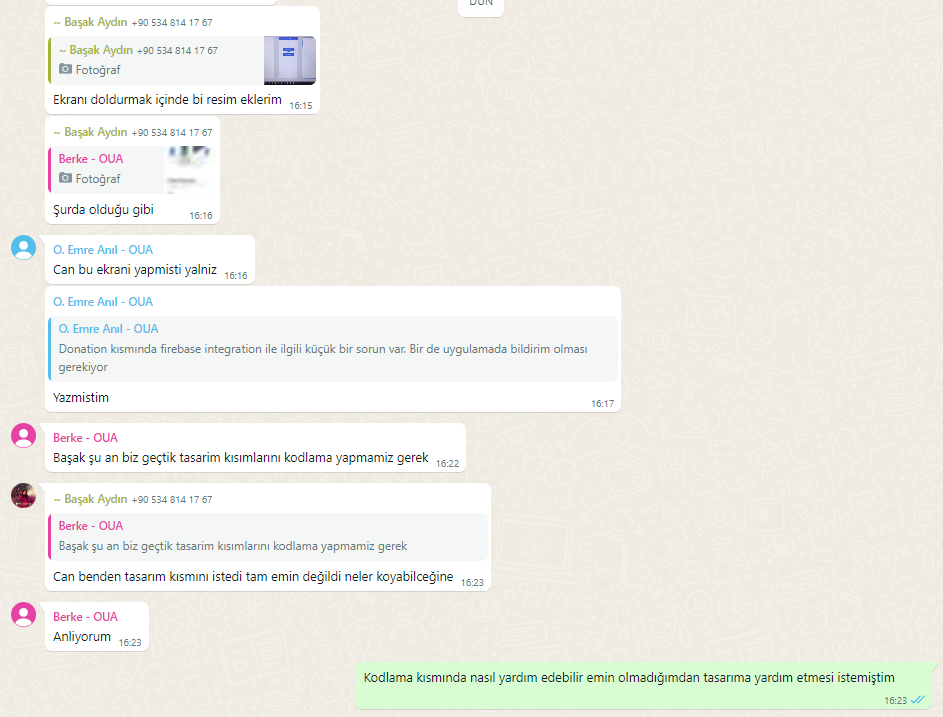 DÜN
~ Başak Aydın +90 534 814 17 67
~ Başak Aydın +90 534 814 17 67
Fotoğraf
Ekranı doldurmak içinde bi resim eklerim 16:15
~ Başak Aydın +90 534 814 17 67
Berke - OUA
Fotoğraf
Şurda olduğu gibi 16:16
O. Emre Anıl - OUA
Can bu ekrani yapmisti yalniz 16:16
O. Emre Anıl - OUA
O. Emre Anıl - OUA
Donation kısmında firebase integration ile ilgili küçük bir sorun var. Bir de uygulamada bildirim olması
gerekiyor
Yazmistim 16:17
Berke - OUA
Başak şu an biz geçtik tasarim kısımlarını kodlama yapmamiz gerek 16:22
~ Başak Aydın +90 534 814 17 67
Berke - OUA
Başak şu an biz geçtik tasarim kısımlarını kodlama yapmamiz gerek
Can benden tasarım kısmını istedi tam emin değildi neler koyabilceğine 16:23
Berke - OUA
Anliyorum 16:23
Kodlama kısmında nasıl yardım edebilir emin olmadığımdan tasarıma yardım etmesi istemiştim
16:23